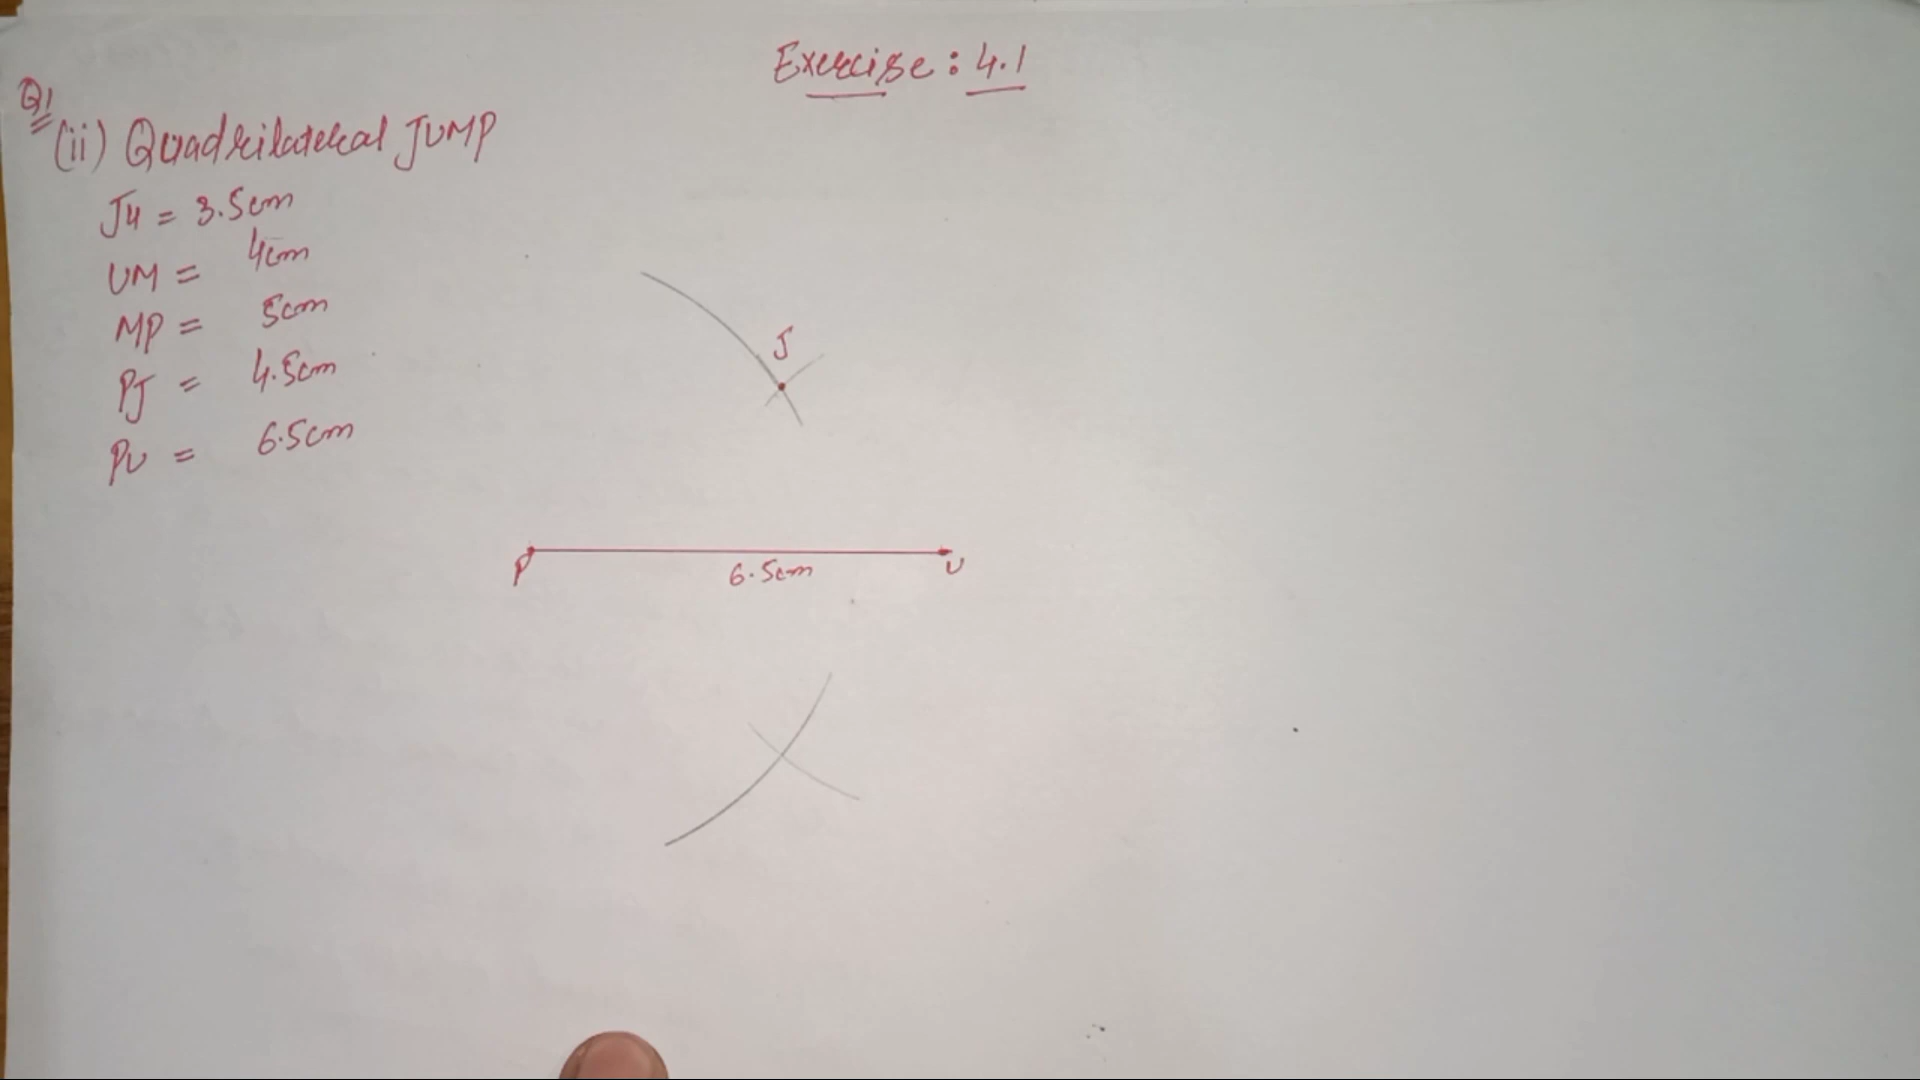 Exercise : 4.1
Q1
(ii) Quadrilateral JUMP
JU = 3.5cm
UM = 4cm
MP = 5cm
PJ = 4.5cm
PU = 6.5cm
J
P U
6.5cm